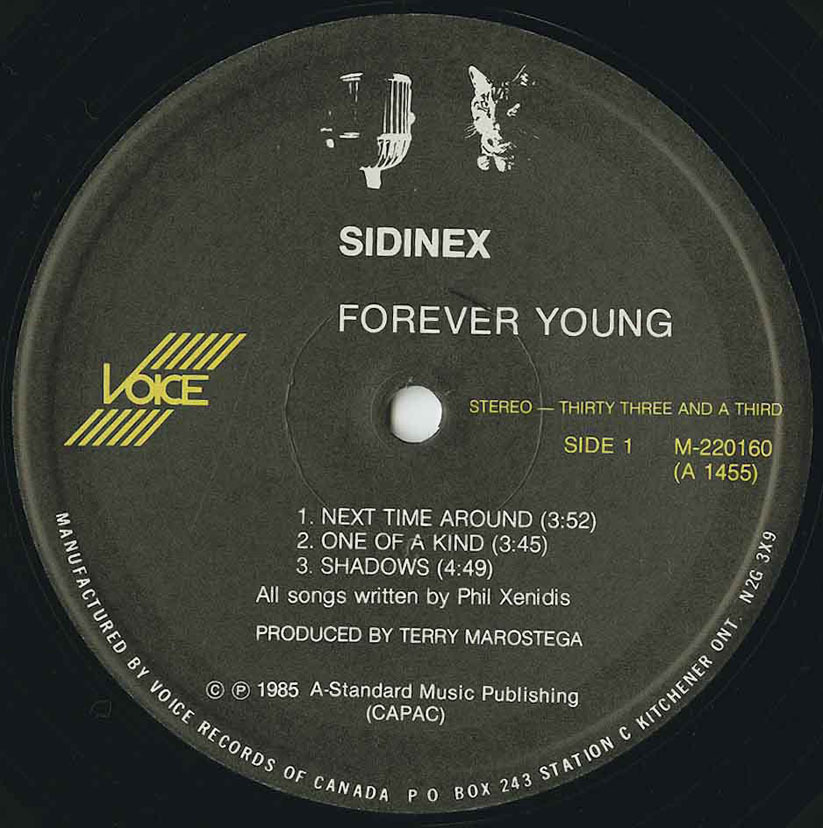 SIDINEX
FOREVER YOUNG
VOICE
STEREO — THIRTY THREE AND A THIRD
SIDE 1 M-220160
(A 1455)
1. NEXT TIME AROUND (3:52)
2. ONE OF A KIND (3:45)
3. SHADOWS (4:49)
All songs written by Phil Xenidis
PRODUCED BY TERRY MAROSTEGA
© ℗ 1985 A-Standard Music Publishing
(CAPAC)
MANUFACTURED BY VOICE RECORDS OF CANADA P O BOX 243 STATION C KITCHENER ONT. N2G 3X9